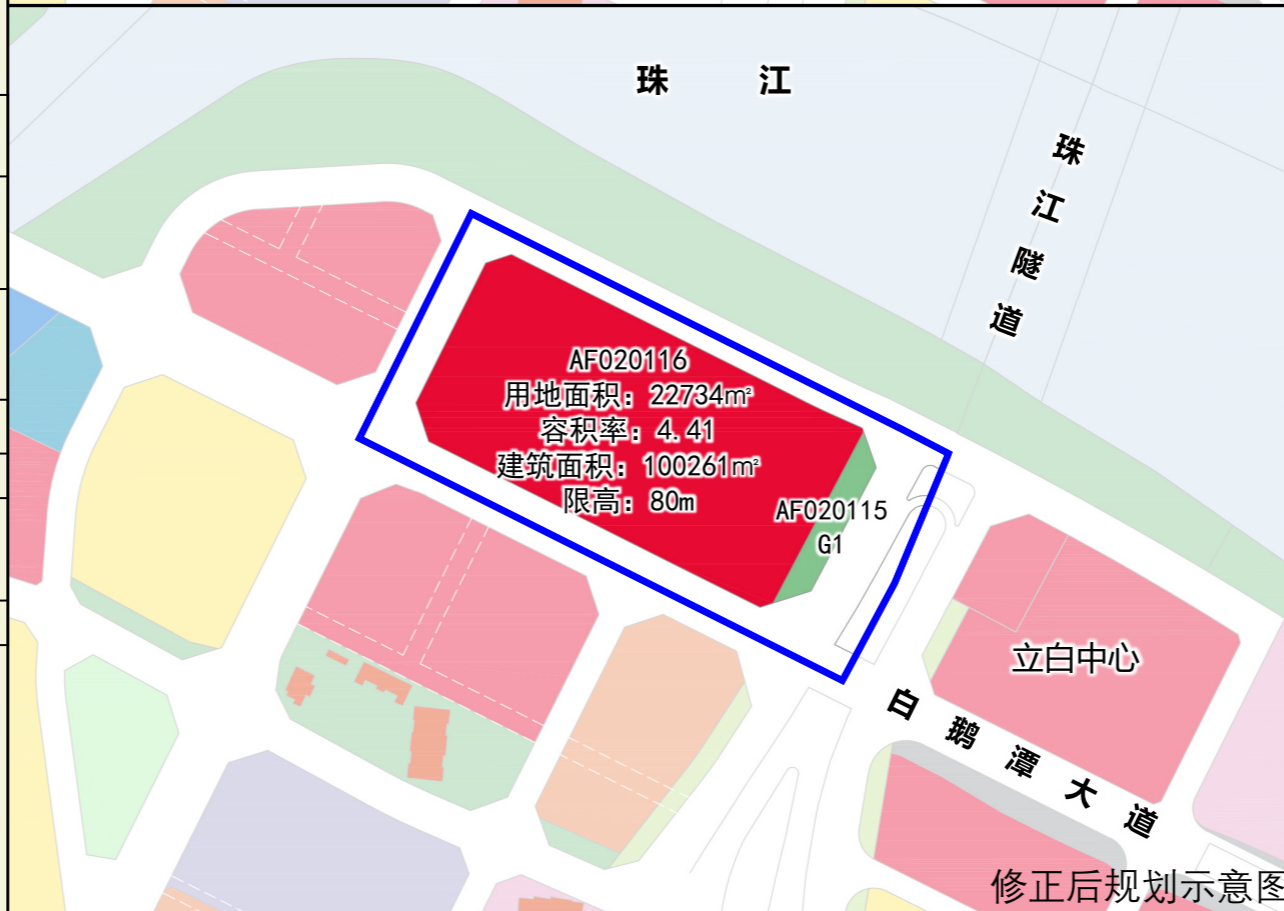 珠 江
珠江隧道
AF020116
用地面积：22734㎡
容积率：4.41
建筑面积：100261㎡
限高：80m
AF020115
G1
立白中心
白鹅潭大道
修正后规划示意图